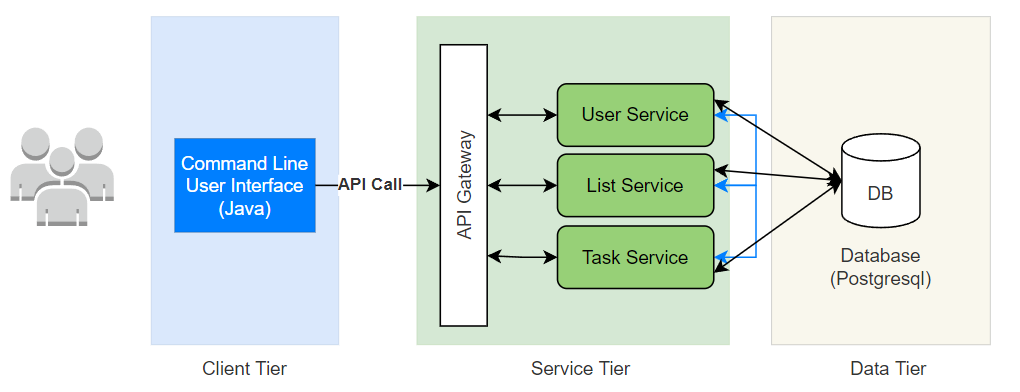 Command Line
User Interface
(Java)
API Call
API Gateway
User Service
List Service
Task Service
DB
Database
(Postgresql)
Client Tier
Service Tier
Data Tier